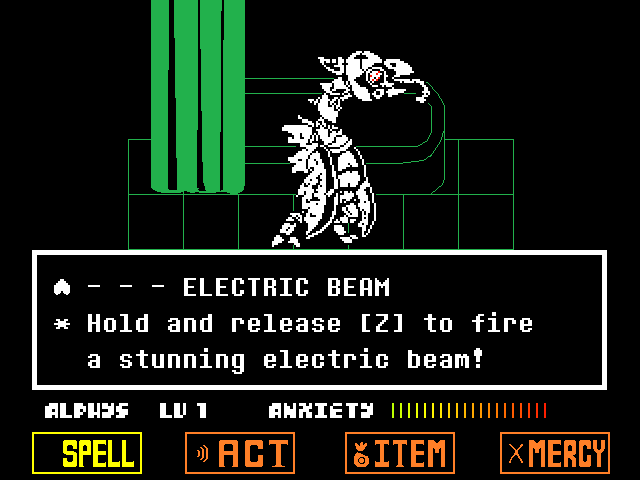 - - - ELECTRIC BEAM
* Hold and release [Z] to fire
a stunning electric beam!
ALPHYS LV 1 ANXIETY
SPELL ACT ITEM MERCY